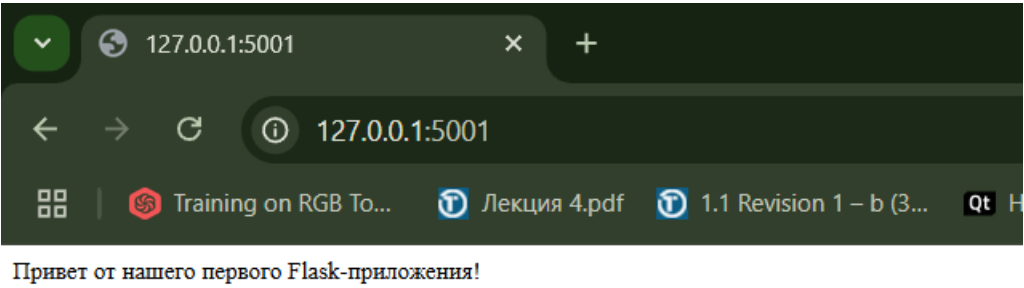 127.0.0.1:5001
127.0.0.1:5001
Training on RGB To... Лекция 4.pdf 1.1 Revision 1 – b (3... Qt H
Привет от нашего первого Flask-приложения!